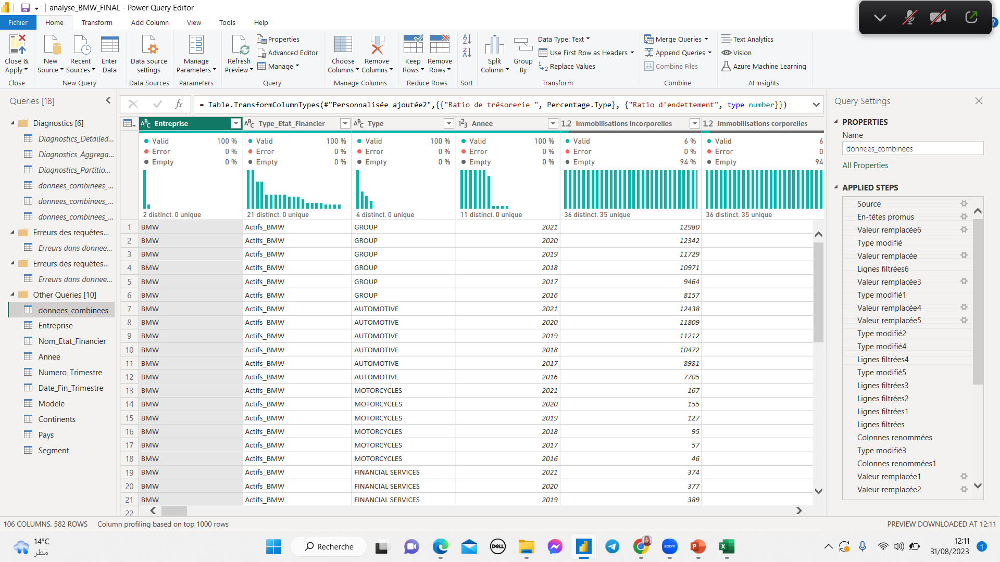 analyse_BMW_FINAL - Power Query Editor
Fichier Home Transform Add Column View Tools Help
Close & Apply
Close
New Source
Recent Sources
Enter Data
New Query
Data source settings
Data Sources
Manage Parameters
Parameters
Refresh Preview
Properties
Advanced Editor
Manage
Query
Choose Columns
Remove Columns
Manage Columns
Keep Rows
Remove Rows
Reduce Rows
Sort
Split Column
Group By
Data Type: Text
Use First Row as Headers
Replace Values
Transform
Merge Queries
Append Queries
Combine Files
Combine
Text Analytics
Vision
Azure Machine Learning
AI Insights
Queries [18]
Diagnostics [6]
Diagnostics_Detailed...
Diagnostics_Aggrega...
Diagnostics_Partitio...
donnees_combinees_...
donnees_combinees_...
donnees_combinees_...
Erreurs des requêtes...
Erreurs dans donnee...
Erreurs des requêtes...
Erreurs dans donnee...
Other Queries [10]
donnees_combinees
Entreprise
Nom_Etat_Financier
Annee
Numero_Trimestre
Date_Fin_Trimestre
Modele
Continents
Pays
Segment
fx = Table.TransformColumnTypes(#"Personnalisée ajoutée2",{{"Ratio de trésorerie ", Percentage.Type}, {"Ratio d'endettement", type number}})
ABC Entreprise ABC Type_Etat_Financier ABC Type 123 Annee 1.2 Immobilisations incorporelles 1.2 Immobilisations corporelles
Valid 100 % Valid 100 % Valid 100 % Valid 100 % Valid 6 % Valid 6
Error 0 % Error 0 % Error 0 % Error 0 % Error 0 % Error 0
Empty 0 % Empty 0 % Empty 0 % Empty 0 % Empty 94 % Empty 94
2 distinct, 0 unique 21 distinct, 0 unique 4 distinct, 0 unique 11 distinct, 0 unique 36 distinct, 35 unique 36 distinct, 35 unique
1 BMW Actifs_BMW GROUP 2021 12980
2 BMW Actifs_BMW GROUP 2020 12342
3 BMW Actifs_BMW GROUP 2019 11729
4 BMW Actifs_BMW GROUP 2018 10971
5 BMW Actifs_BMW GROUP 2017 9464
6 BMW Actifs_BMW GROUP 2016 8157
7 BMW Actifs_BMW AUTOMOTIVE 2021 12438
8 BMW Actifs_BMW AUTOMOTIVE 2020 11809
9 BMW Actifs_BMW AUTOMOTIVE 2019 11212
10 BMW Actifs_BMW AUTOMOTIVE 2018 10472
11 BMW Actifs_BMW AUTOMOTIVE 2017 8981
12 BMW Actifs_BMW AUTOMOTIVE 2016 7705
13 BMW Actifs_BMW MOTORCYCLES 2021 167
14 BMW Actifs_BMW MOTORCYCLES 2020 155
15 BMW Actifs_BMW MOTORCYCLES 2019 127
16 BMW Actifs_BMW MOTORCYCLES 2018 95
17 BMW Actifs_BMW MOTORCYCLES 2017 57
18 BMW Actifs_BMW MOTORCYCLES 2016 46
19 BMW Actifs_BMW FINANCIAL SERVICES 2021 374
20 BMW Actifs_BMW FINANCIAL SERVICES 2020 377
21 BMW Actifs_BMW FINANCIAL SERVICES 2019 389
22
Query Settings
PROPERTIES
Name
donnees_combinees
All Properties
APPLIED STEPS
Source
En-têtes promus
Valeur remplacée6
Type modifié
Valeur remplacée
Lignes filtrées6
Valeur remplacée3
Type modifié1
Valeur remplacée4
Valeur remplacée5
Type modifié2
Type modifié4
Lignes filtrées4
Type modifié5
Lignes filtrées3
Lignes filtrées2
Lignes filtrées1
Lignes filtrées
Colonnes renommées
Type modifié3
Colonnes renommées1
Valeur remplacée1
Valeur remplacée2
106 COLUMNS, 582 ROWS Column profiling based on top 1000 rows
PREVIEW DOWNLOADED AT 12:11
14°C
مطر
Recherche
DELL
zoom
12:11
31/08/2023
1